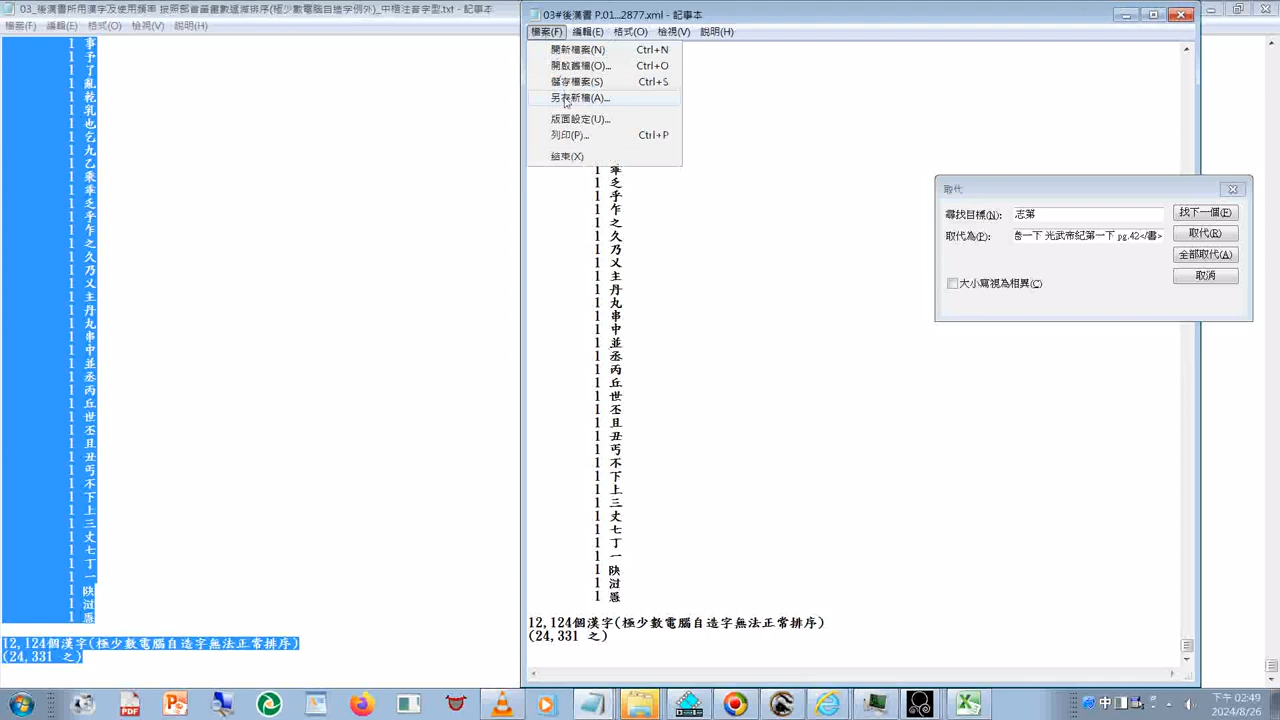 03_後漢書所用漢字及使用頻率 按照部首畫數遞減排序(極少數電腦自造字例外)_中楷注音字型.txt - 記事本
檔案(F) 編輯(E) 格式(O) 檢視(V) 說明(H)
1 事
1 予
1 了
1 亂
1 乾
1 乳
1 也
1 乞
1 九
1 乙
1 乘
1 乖
1 乏
1 乎
1 乍
1 之
1 久
1 乃
1 乂
1 主
1 丹
1 丸
1 串
1 中
1 並
1 丞
1 丙
1 丘
1 世
1 丕
1 且
1 丑
1 丐
1 不
1 下
1 上
1 三
1 丈
1 七
1 丁
1 一
12,124個漢字(極少數電腦自造字無法正常排序)
(24,331 之)
03#後漢書 P.01...2877.xml - 記事本
檔案(F) 編輯(E) 格式(O) 檢視(V) 說明(H)
開新檔案(N) Ctrl+N
開啟舊檔(O)... Ctrl+O
儲存檔案(S) Ctrl+S
另存新檔(A)...
版面設定(U)...
列印(P)... Ctrl+P
結束(X)
1 乖
1 乏
1 乎
1 乍
1 之
1 久
1 乃
1 乂
1 主
1 丹
1 丸
1 串
1 中
1 並
1 丞
1 丙
1 丘
1 世
1 丕
1 且
1 丑
1 丐
1 不
1 下
1 上
1 三
1 丈
1 七
1 丁
1 一
12,124個漢字(極少數電腦自造字無法正常排序)
(24,331 之)
取代
尋找目標(N): 志第 找下一個(F)
取代為(P): 一下 光武帝紀第一下 pg.42</書> 取代(R)
全部取代(A)
大小寫視為相異(C) 取消
中
下午 02:49
2024/8/26